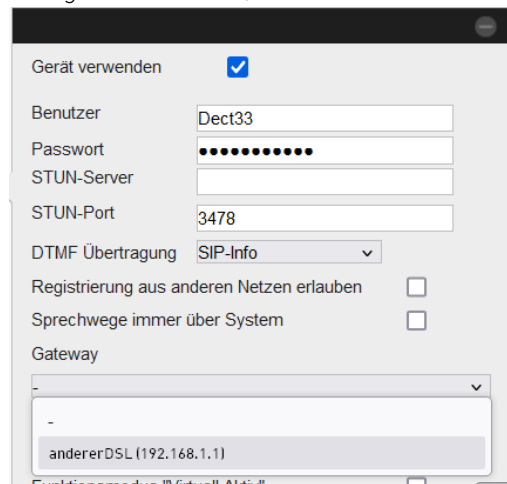 Gerät verwenden
Benutzer Dect33
Passwort ●●●●●●●●●●●
STUN-Server
STUN-Port 3478
DTMF Übertragung SIP-Info
Registrierung aus anderen Netzen erlauben
Sprechwege immer über System
Gateway
-
-
andererDSL (192.168.1.1)